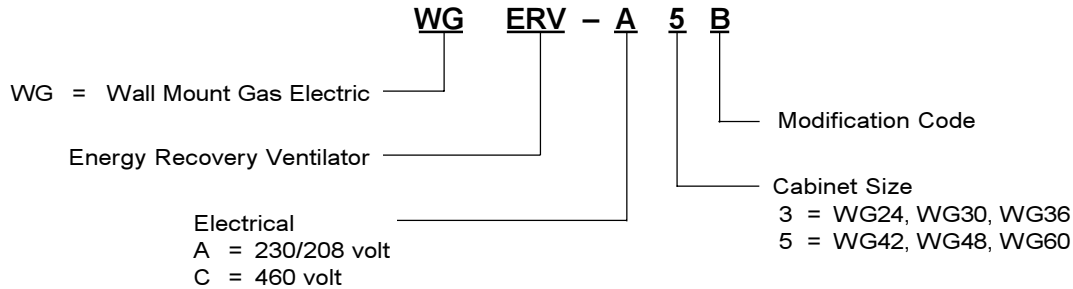 WG ERV – A 5 B
WG = Wall Mount Gas Electric
Modification Code
Energy Recovery Ventilator
Cabinet Size
3 = WG24, WG30, WG36
5 = WG42, WG48, WG60
Electrical
A = 230/208 volt
C = 460 volt